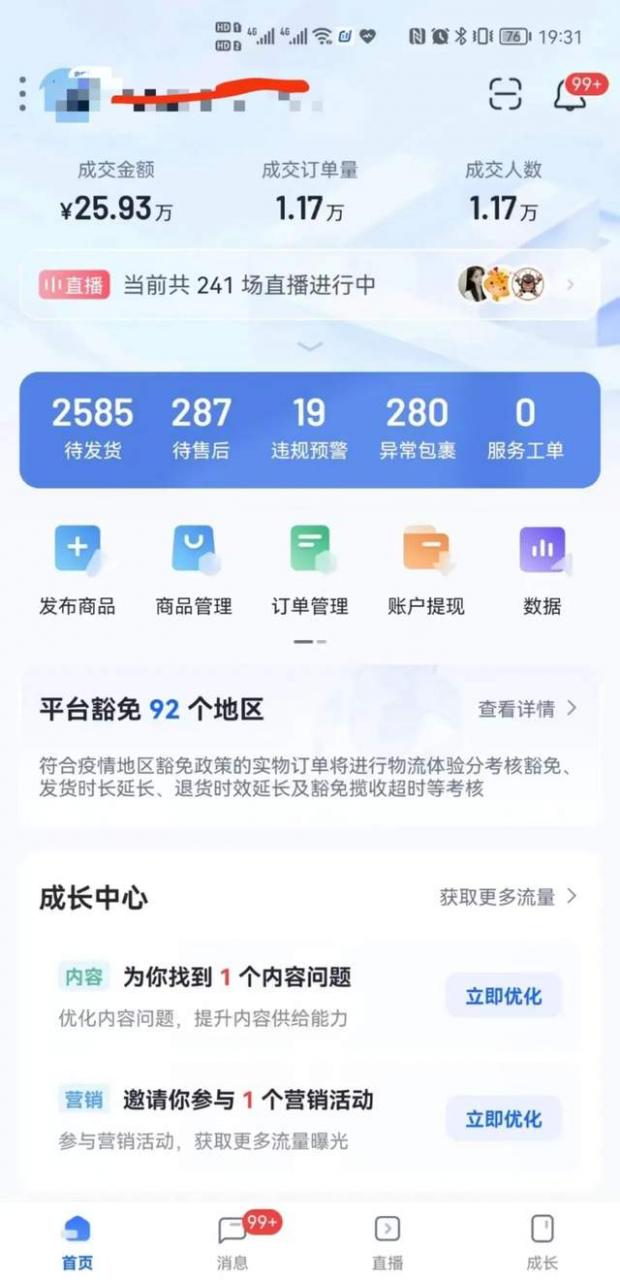 HD 1 4G 4G 76 19:31
HD 2
99+
成交金额 成交订单量 成交人数
¥25.93万 1.17万 1.17万
直播 当前共 241 场直播进行中
2585 287 19 280 0
待发货 待售后 违规预警 异常包裹 服务工单
发布商品 商品管理 订单管理 账户提现 数据
平台豁免 92 个地区 查看详情
符合疫情地区豁免政策的实物订单将进行物流体验分考核豁免、
发货时长延长、退货时效延长及豁免揽收超时等考核
成长中心 获取更多流量
内容 为你找到 1 个内容问题
立即优化
优化内容问题，提升内容供给能力
营销 邀请你参与 1 个营销活动
立即优化
参与营销活动，获取更多流量曝光
99+
首页 消息 直播 成长